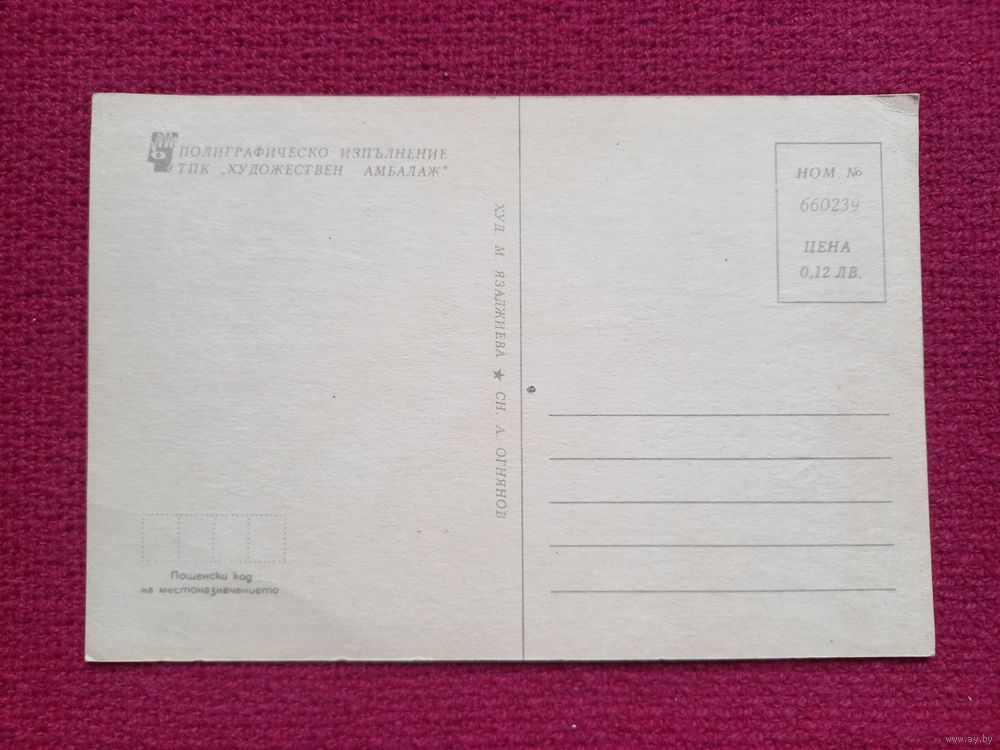 ПОЛИГРАФИЧЕСКО ИЗПЪЛНЕНИЕ
ТПК „ХУДОЖЕСТВЕН АМБАЛАЖ"
ХУД. М. ЯЗАДЖИЕВА ★ СН. А. ОГНЯНОВ
НОМ №
660239
ЦЕНА
0,12 ЛВ.
Пощенски код
на местоназначението
www.ay.by